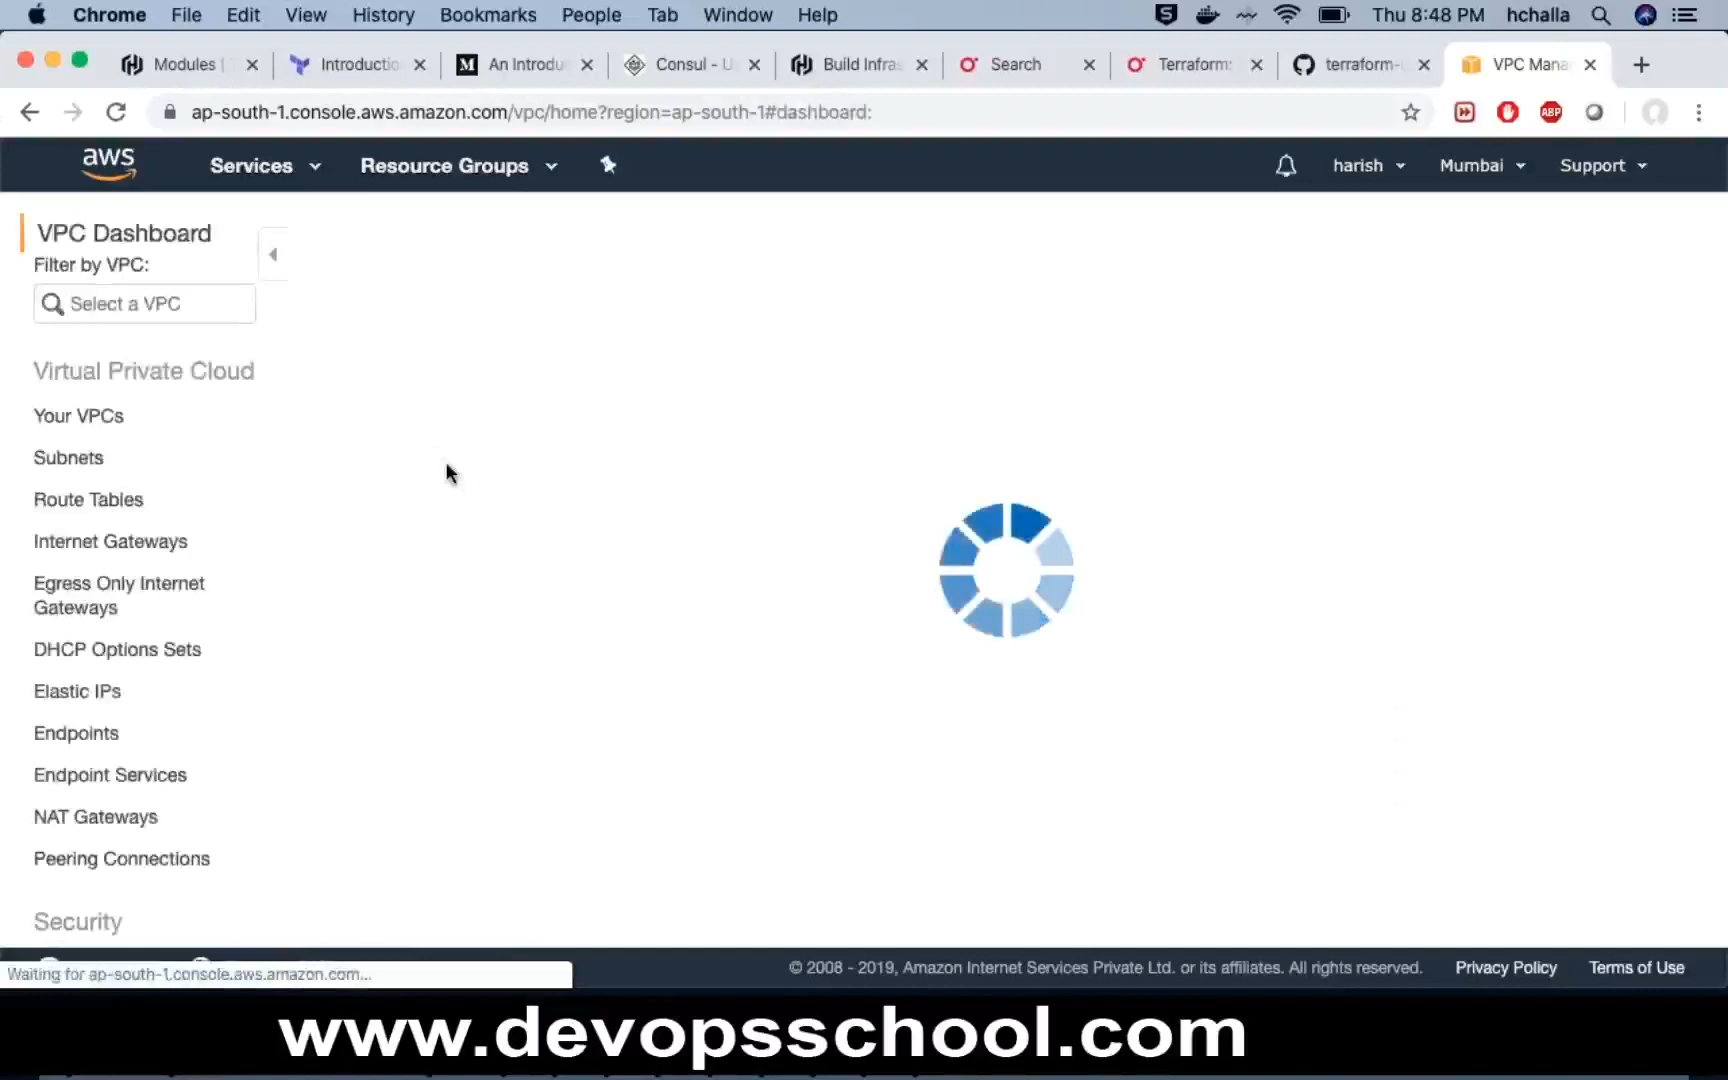 Chrome File Edit View History Bookmarks People Tab Window Help Thu 8:48 PM hchalla
Modules Introductio An Introdu Consul - U Build Infras Search Terraform: terraform- VPC Mana
ap-south-1.console.aws.amazon.com/vpc/home?region=ap-south-1#dashboard:
ABP
aws Services Resource Groups harish Mumbai Support
VPC Dashboard
Filter by VPC:
Select a VPC
Virtual Private Cloud
Your VPCs
Subnets
Route Tables
Internet Gateways
Egress Only Internet
Gateways
DHCP Options Sets
Elastic IPs
Endpoints
Endpoint Services
NAT Gateways
Peering Connections
Security
Waiting for ap-south-1.console.aws.amazon.com...
© 2008 - 2019, Amazon Internet Services Private Ltd. or its affiliates. All rights reserved. Privacy Policy Terms of Use
www.devopsschool.com